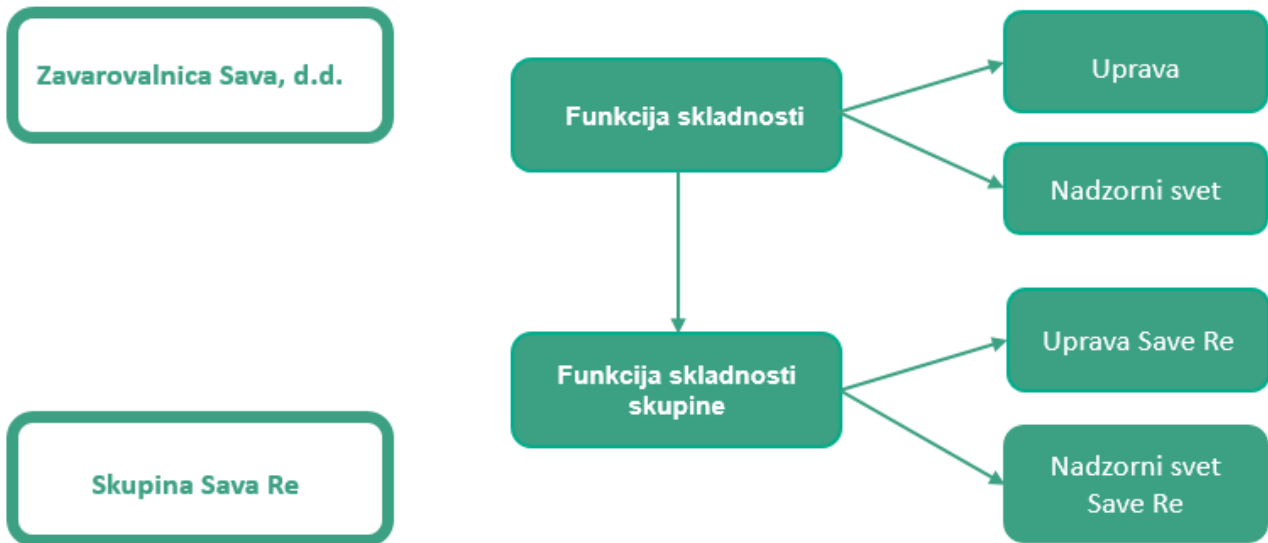 Zavarovalnica Sava, d.d.
Funkcija skladnosti
Uprava
Nadzorni svet
Funkcija skladnosti
skupine
Uprava Save Re
Nadzorni svet
Save Re
Skupina Sava Re